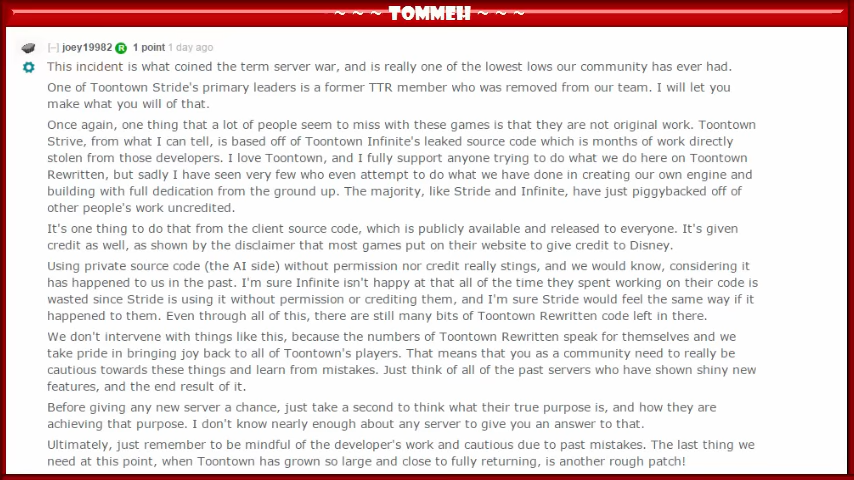 ~ ~ ~ TOMMEH ~ ~ ~
[–] joey19982 R 1 point 1 day ago
This incident is what coined the term server war, and is really one of the lowest lows our community has ever had.
One of Toontown Stride's primary leaders is a former TTR member who was removed from our team. I will let you
make what you will of that.
Once again, one thing that a lot of people seem to miss with these games is that they are not original work. Toontown
Strive, from what I can tell, is based off of Toontown Infinite's leaked source code which is months of work directly
stolen from those developers. I love Toontown, and I fully support anyone trying to do what we do here on Toontown
Rewritten, but sadly I have seen very few who even attempt to do what we have done in creating our own engine and
building with full dedication from the ground up. The majority, like Stride and Infinite, have just piggybacked off of
other people's work uncredited.
It's one thing to do that from the client source code, which is publicly available and released to everyone. It's given
credit as well, as shown by the disclaimer that most games put on their website to give credit to Disney.
Using private source code (the AI side) without permission nor credit really stings, and we would know, considering it
has happened to us in the past. I'm sure Infinite isn't happy at that all of the time they spent working on their code is
wasted since Stride is using it without permission or crediting them, and I'm sure Stride would feel the same way if it
happened to them. Even through all of this, there are still many bits of Toontown Rewritten code left in there.
We don't intervene with things like this, because the numbers of Toontown Rewritten speak for themselves and we
take pride in bringing joy back to all of Toontown's players. That means that you as a community need to really be
cautious towards these things and learn from mistakes. Just think of all of the past servers who have shown shiny new
features, and the end result of it.
Before giving any new server a chance, just take a second to think what their true purpose is, and how they are
achieving that purpose. I don't know nearly enough about any server to give you an answer to that.
Ultimately, just remember to be mindful of the developer's work and cautious due to past mistakes. The last thing we
need at this point, when Toontown has grown so large and close to fully returning, is another rough patch!